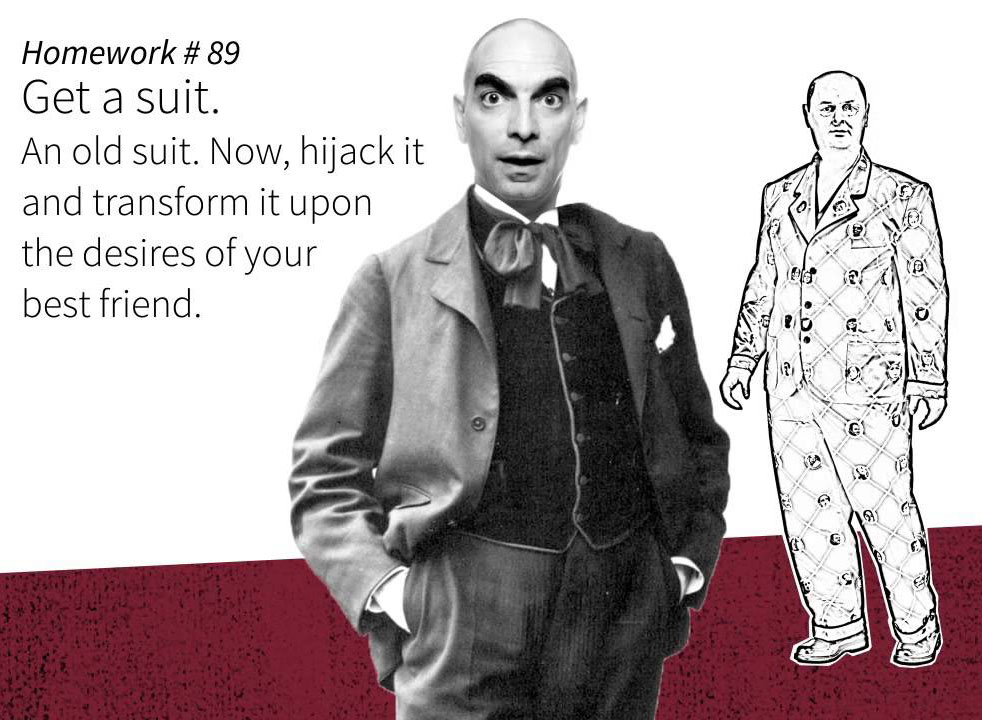 Homework # 89
Get a suit.
An old suit. Now, hijack it
and transform it upon
the desires of your
best friend.